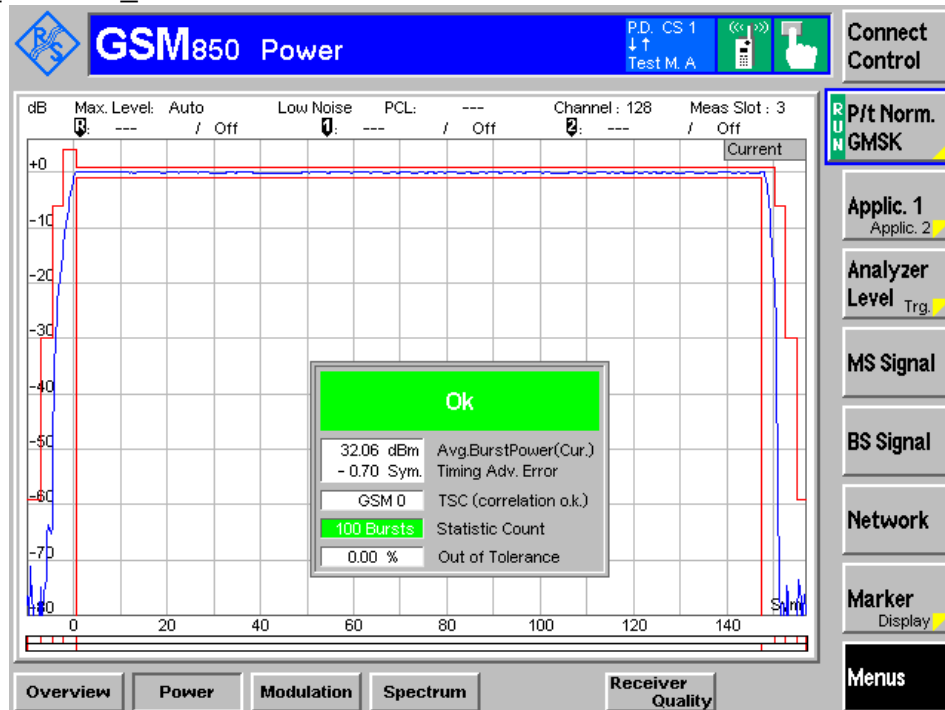 R&S GSM850 Power P.D. CS 1 Connect
↓↑ Control
Test M. A
dB Max. Level: Auto Low Noise PCL: --- Channel : 128 Meas Slot : 3
R: --- / Off 1: --- / Off 2: --- / Off
RUN P/t Norm.
GMSK
Current
+0
-10
-20
-30
-40
-50
-60
-70
-80
Sym
0 20 40 60 80 100 120 140
Ok
32.06 dBm Avg.BurstPower(Cur.)
- 0.70 Sym. Timing Adv. Error
GSM 0 TSC (correlation o.k.)
100 Bursts Statistic Count
0.00 % Out of Tolerance
Applic. 1
Applic. 2
Analyzer
Level Trg.
MS Signal
BS Signal
Network
Marker
Display
Menus
Overview Power Modulation Spectrum Receiver
Quality